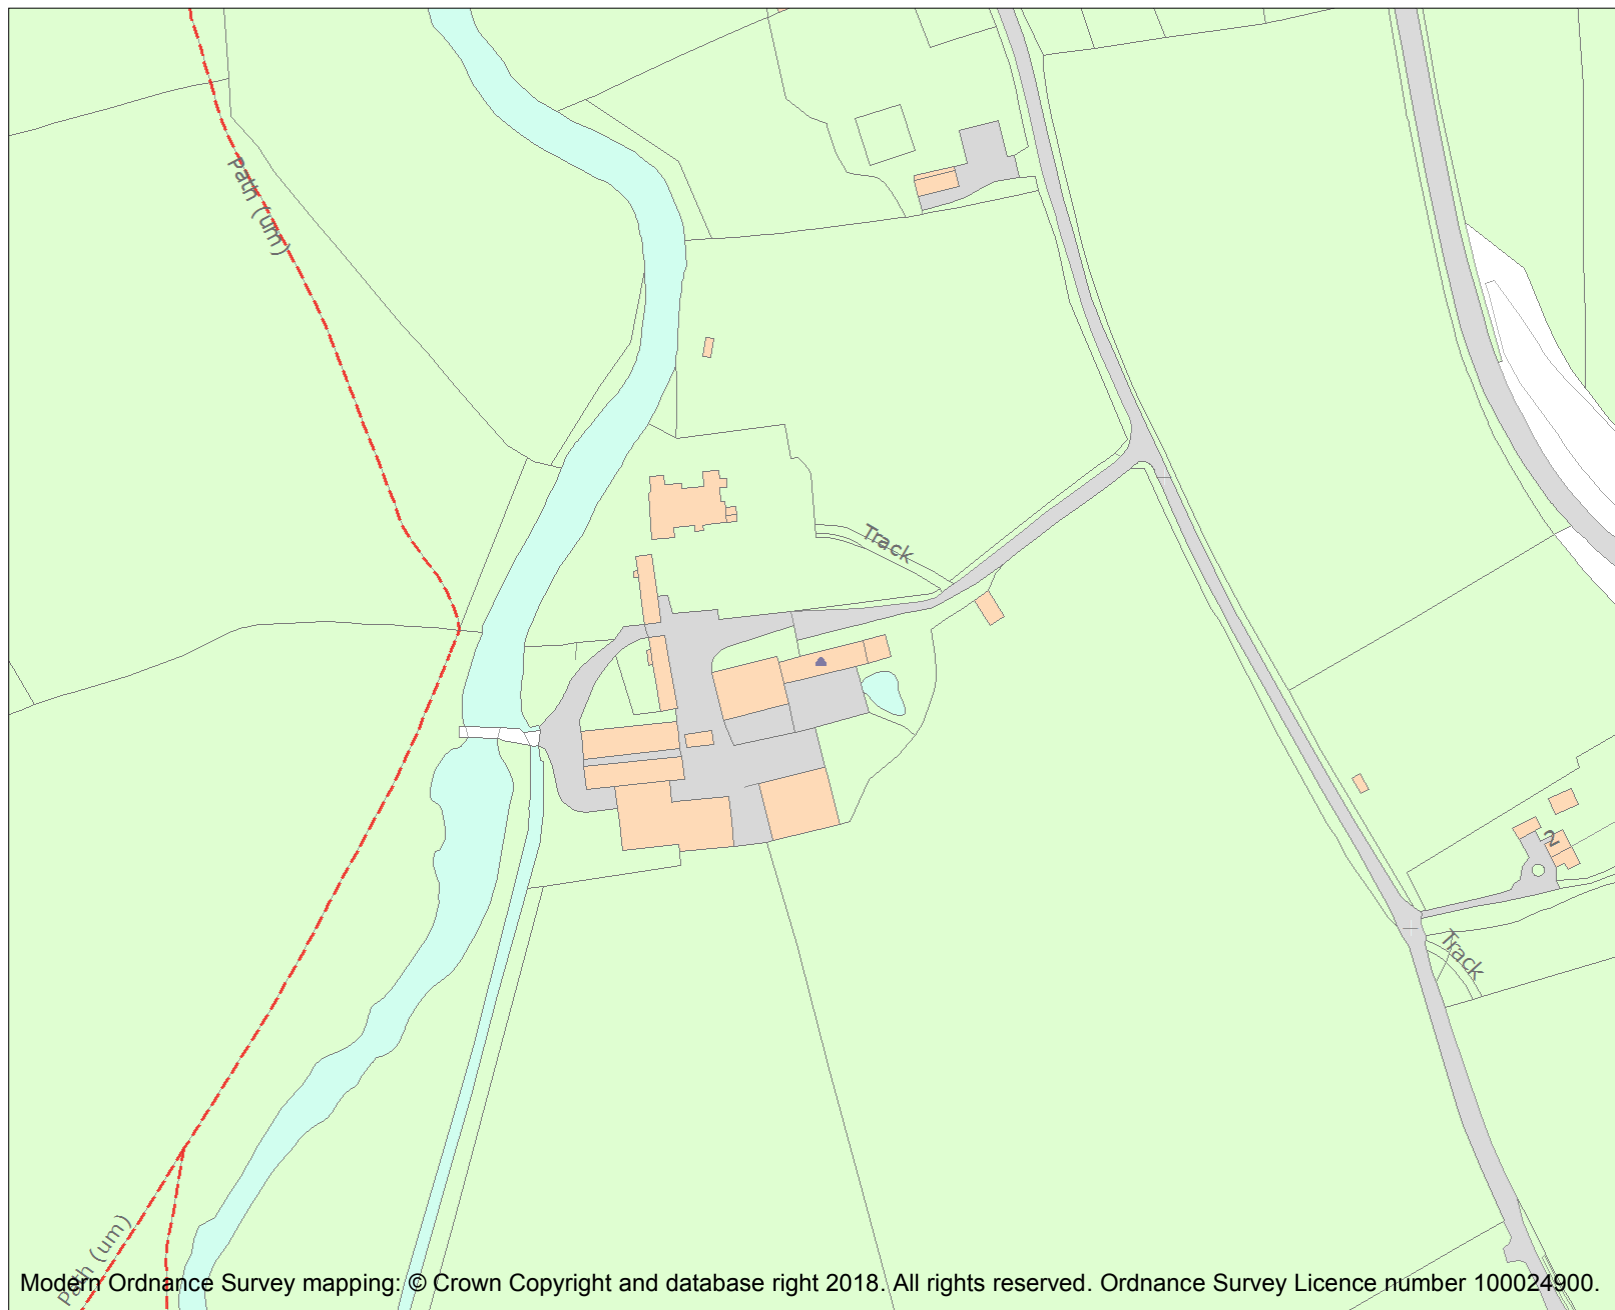 Path (um)
Track
2
Track
Path (um)
Modern Ordnance Survey mapping: © Crown Copyright and database right 2018. All rights reserved. Ordnance Survey Licence number 100024900.